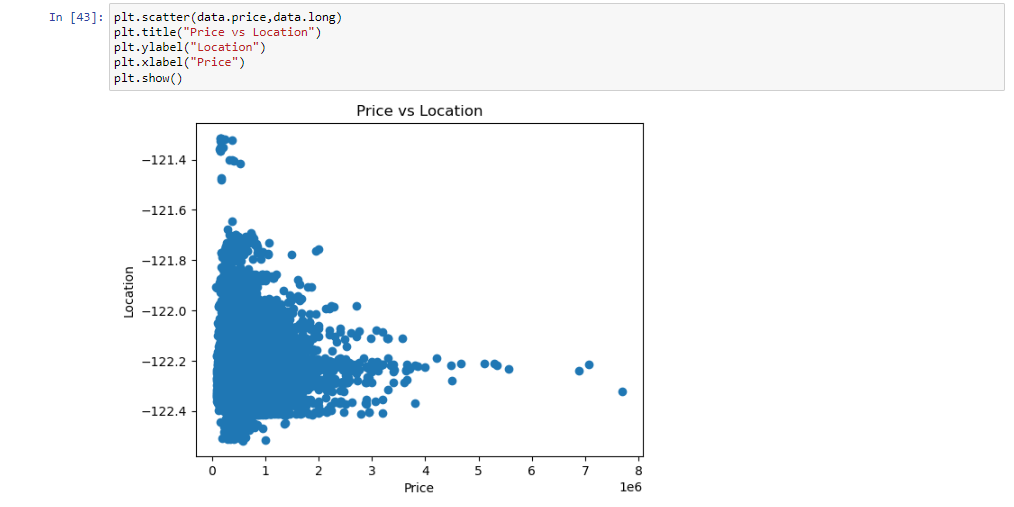 In [43]: plt.scatter(data.price,data.long)
plt.title("Price vs Location")
plt.ylabel("Location")
plt.xlabel("Price")
plt.show()
Price vs Location
−121.4
−121.6
−121.8
−122.0
−122.2
−122.4
Location
0 1 2 3 4 5 6 7 8
1e6
Price